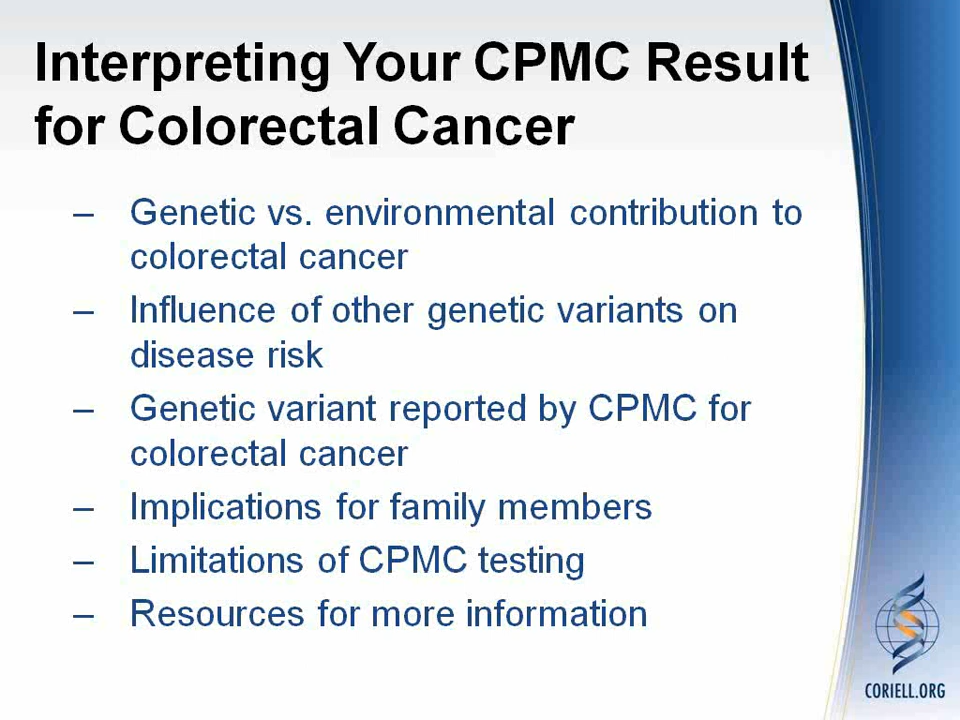 Interpreting Your CPMC Result
for Colorectal Cancer
– Genetic vs. environmental contribution to
colorectal cancer
– Influence of other genetic variants on
disease risk
– Genetic variant reported by CPMC for
colorectal cancer
– Implications for family members
– Limitations of CPMC testing
– Resources for more information
CORIELL.ORG